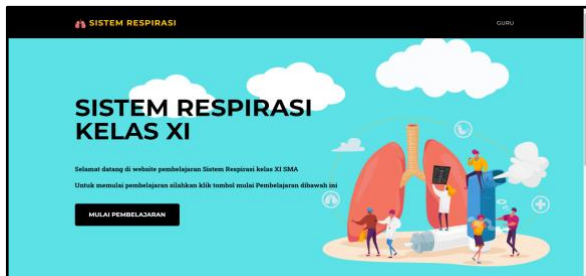 SISTEM RESPIRASI
GURU
SISTEM RESPIRASI
KELAS XI
Selamat datang di website pembelajaran Sistem Respirasi kelas XI SMA
Untuk memulai pembelajaran silahkan klik tombol mulai Pembelajaran dibawah ini
MULAI PEMBELAJARAN